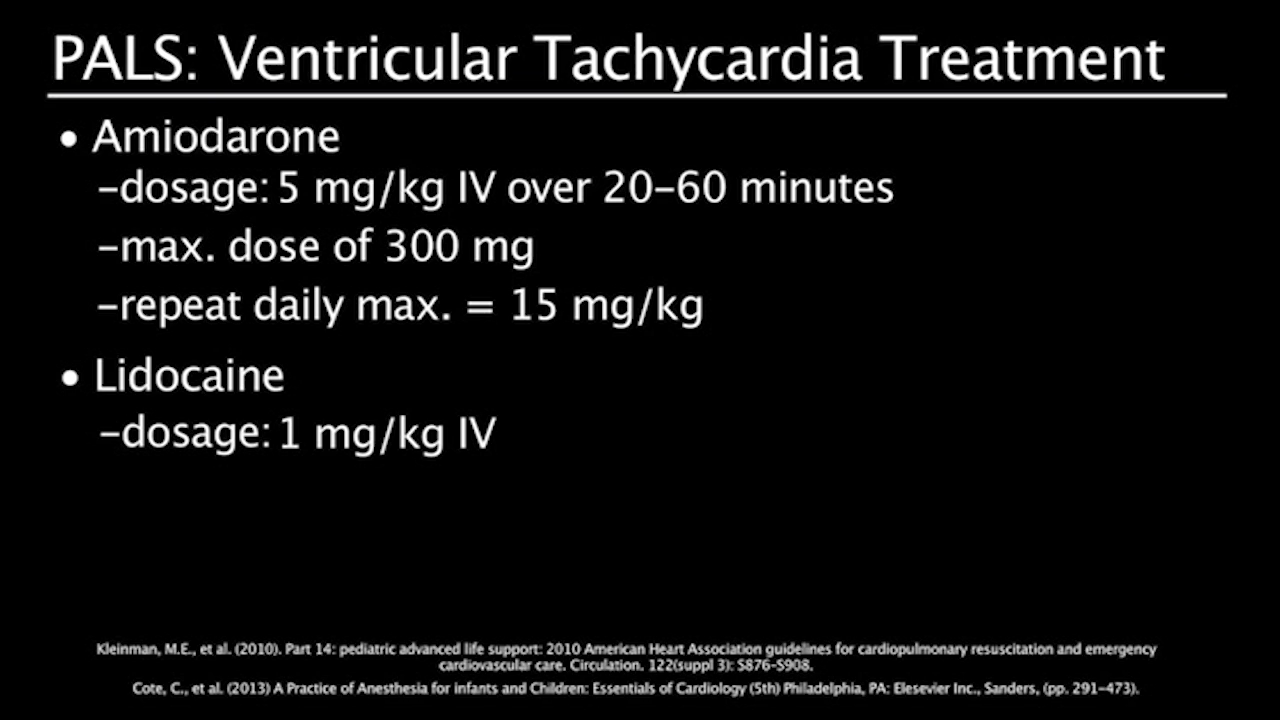 PALS: Ventricular Tachycardia Treatment
• Amiodarone
–dosage: 5 mg/kg IV over 20–60 minutes
–max. dose of 300 mg
–repeat daily max. = 15 mg/kg
• Lidocaine
–dosage: 1 mg/kg IV
Kleinman, M.E., et al. (2010). Part 14: pediatric advanced life support: 2010 American Heart Association guidelines for cardiopulmonary resuscitation and emergency
cardiovascular care. Circulation. 122(suppl 3): S876-S908.
Cote, C., et al. (2013) A Practice of Anesthesia for infants and Children: Essentials of Cardiology (5th) Philadelphia, PA: Elesevier Inc., Sanders, (pp. 291-473).